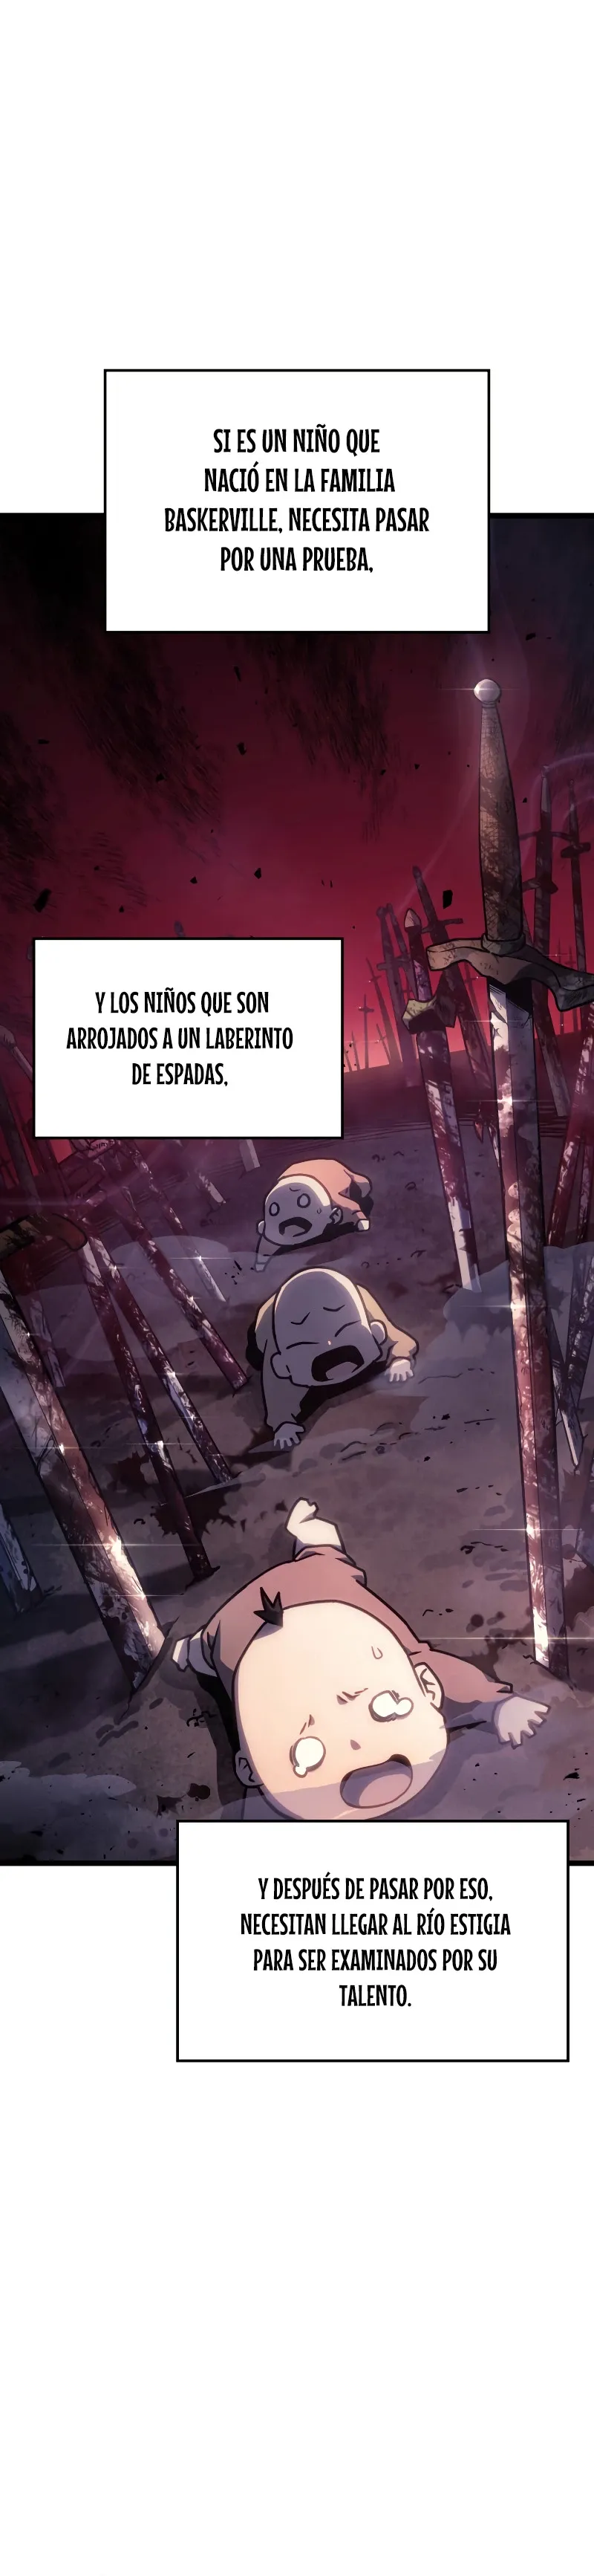 SI ES UN NIÑO QUE
NACIÓ EN LA FAMILIA
BASKERVILLE, NECESITA PASAR
POR UNA PRUEBA,
Y LOS NIÑOS QUE SON
ARROJADOS A UN LABERINTO
DE ESPADAS,
Y DESPUÉS DE PASAR POR ESO,
NECESITAN LLEGAR AL RÍO ESTIGIA
PARA SER EXAMINADOS POR SU
TALENTO.